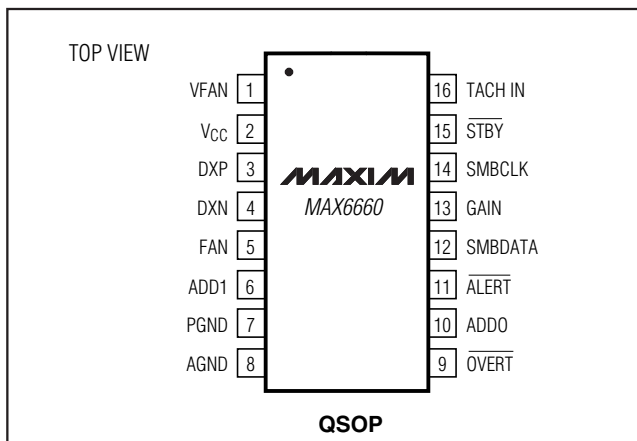 TOP VIEW
VFAN 1
VCC 2
DXP 3
DXN 4
FAN 5
ADD1 6
PGND 7
AGND 8
MAXIM
MAX6660
16 TACH IN
15 STBY
14 SMBCLK
13 GAIN
12 SMBDATA
11 ALERT
10 ADD0
9 OVERT
QSOP